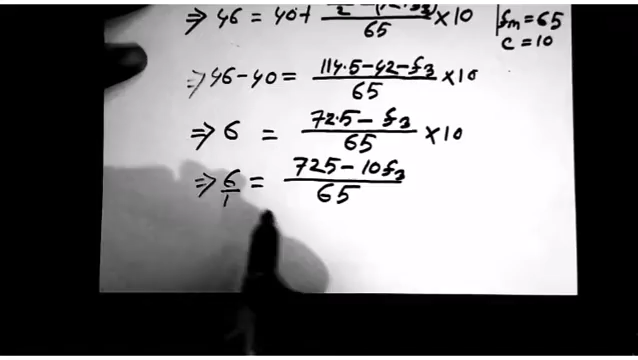 ⇒ 46 = 40+ /65 ×10
fm = 65
c = 10
⇒ 46-40 = (114.5-42-f₃)/65 ×10
⇒ 6 = (72.5-f₃)/65 ×10
⇒ 6/1 = (725-10f₃)/65